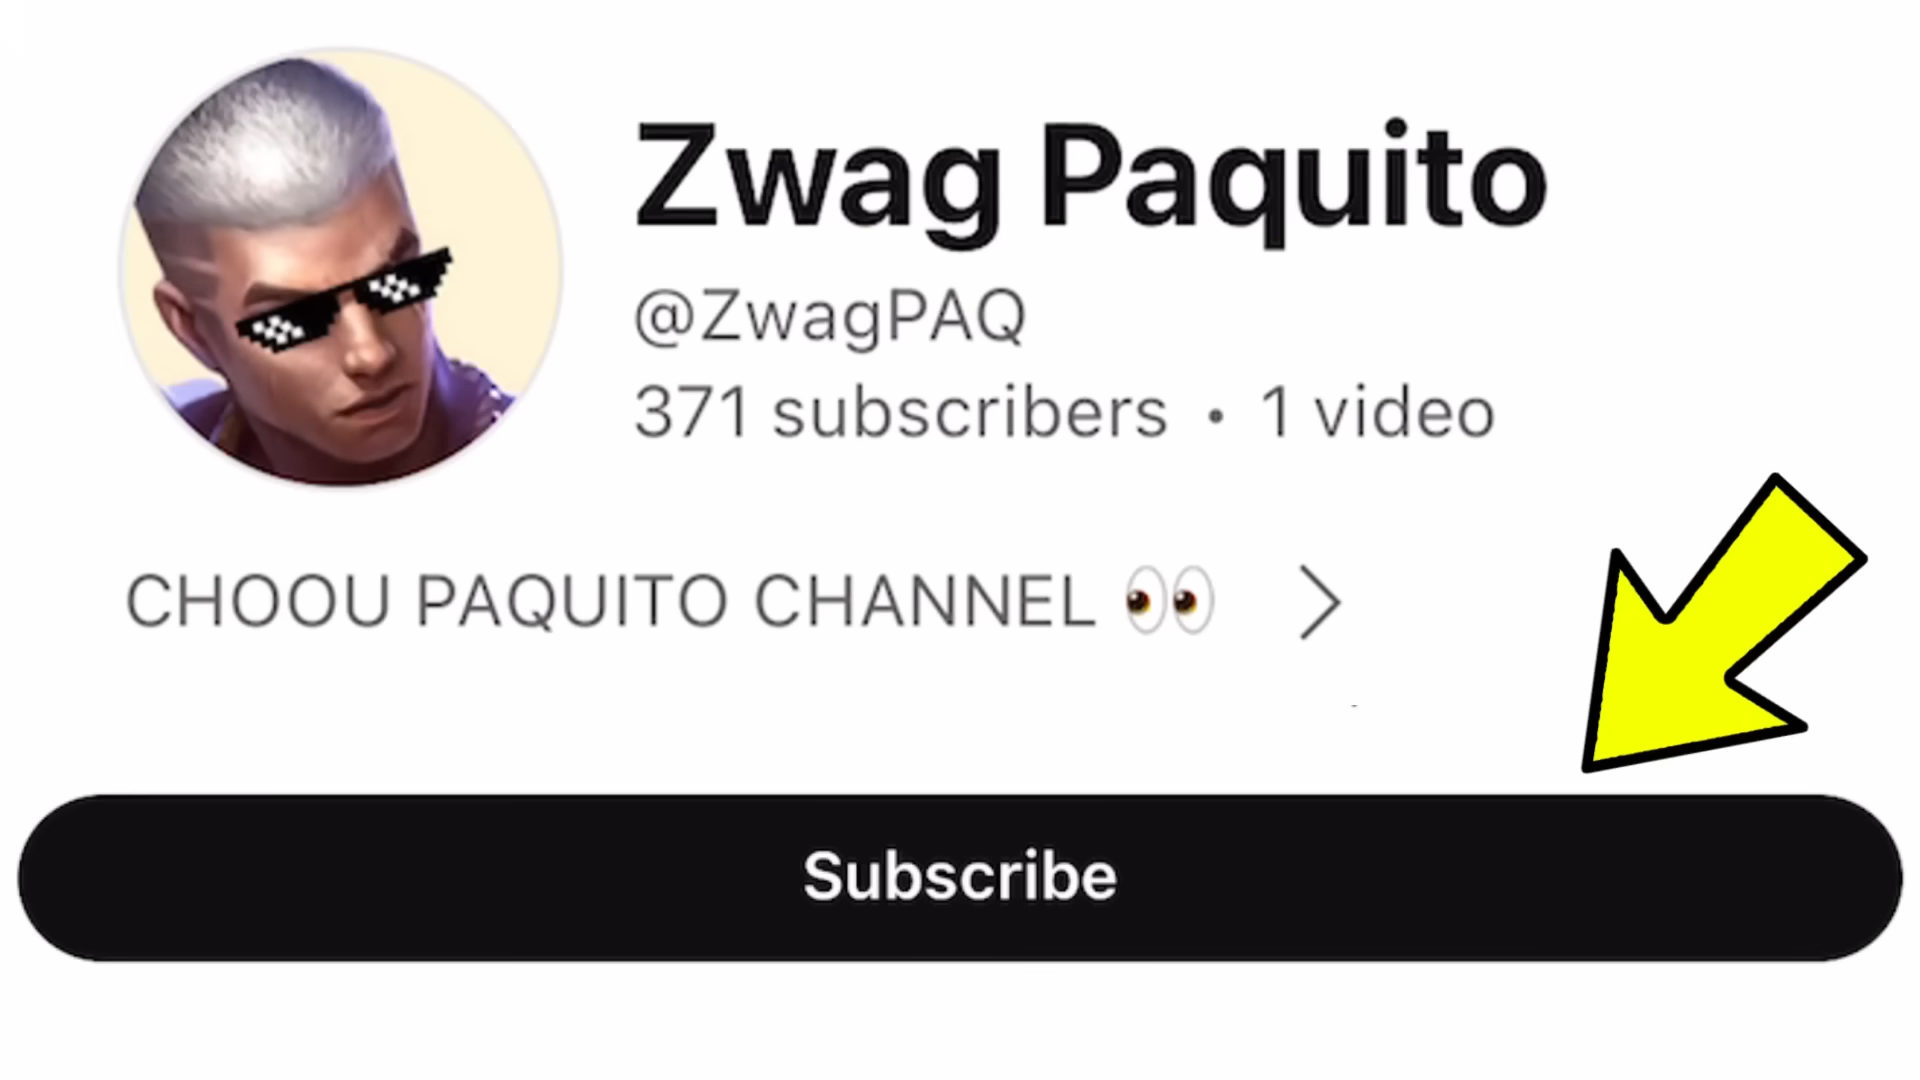 Zwag Paquito
@ZwagPAQ
371 subscribers • 1 video
CHOOU PAQUITO CHANNEL 👀 >
Subscribe